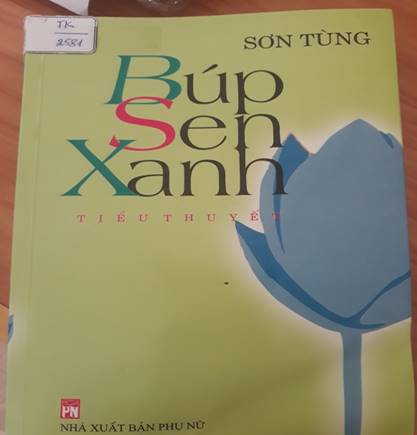 TK
2581
SƠN TÙNG
Búp
Sen
Xanh
TIỂU THUYẾT
PN
NHÀ XUẤT BẢN PHỤ NỮ